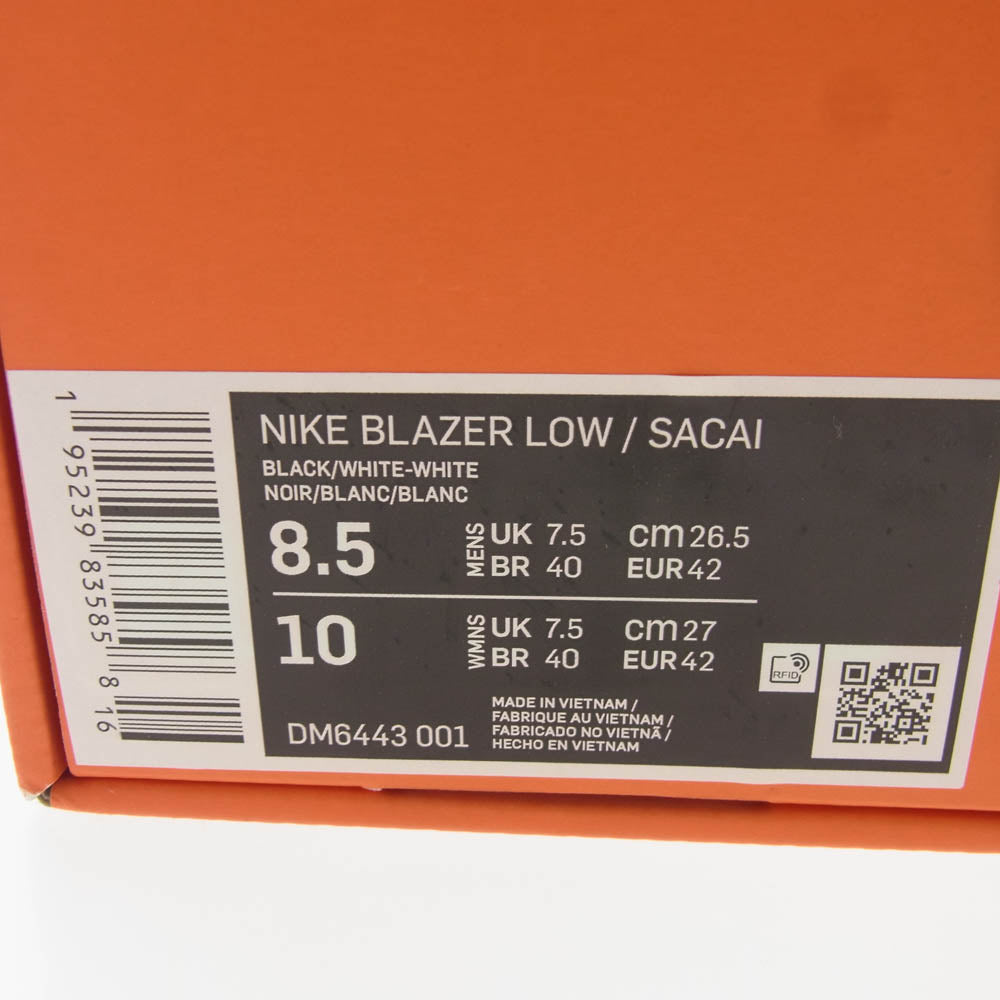 NIKE BLAZER LOW / SACAI
BLACK/WHITE-WHITE
NOIR/BLANC/BLANC
8.5 MENS UK 7.5 cm 26.5
BR 40 EUR 42
10 WMNS UK 7.5 cm 27
BR 40 EUR 42
DM6443 001
MADE IN VIETNAM /
FABRIQUE AU VIETNAM /
FABRICADO NO VIETNÃ /
HECHO EN VIETNAM
RFID
1 95239 83585 8 16